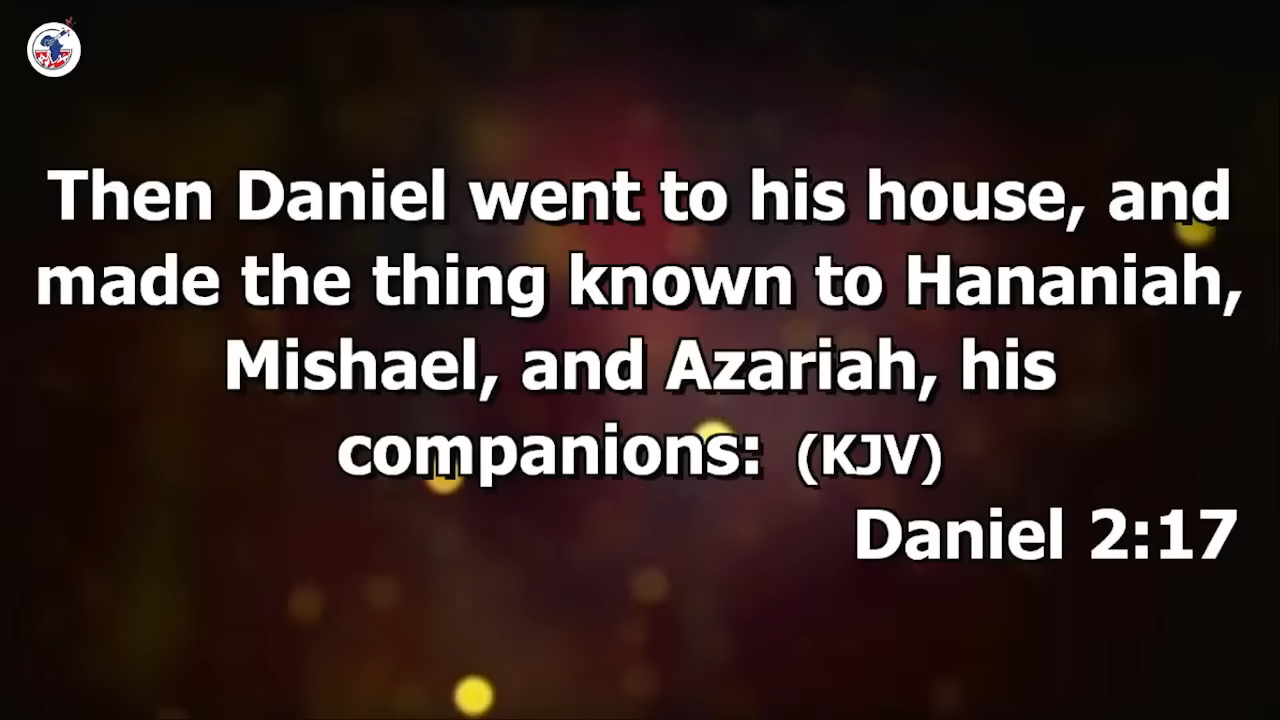 Then Daniel went to his house, and
made the thing known to Hananiah,
Mishael, and Azariah, his
companions: (KJV)
Daniel 2:17